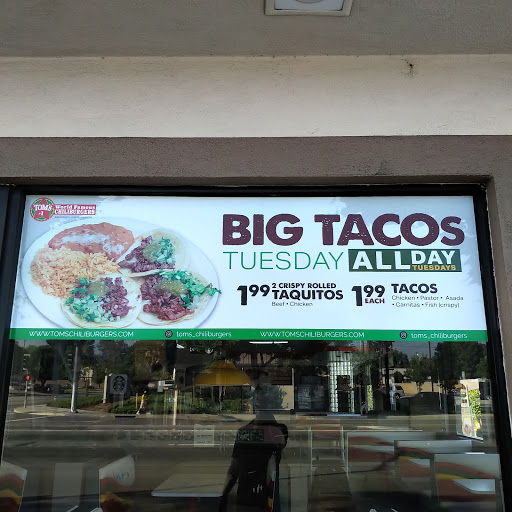 TOM'S
#1
World Famous
CHILIBURGERS
BIG TACOS
TUESDAY ALL DAY
TUESDAYS
1.99 2 CRISPY ROLLED
TAQUITOS
Beef • Chicken
1.99 EACH
TACOS
Chicken • Pastor • Asada
• Carnitas • Fish (crispy)
WWW.TOMSCHILIBURGERS.COM
toms_chiliburgers
WWW.TOMSCHILIBURGERS.COM
toms_chiliburgers